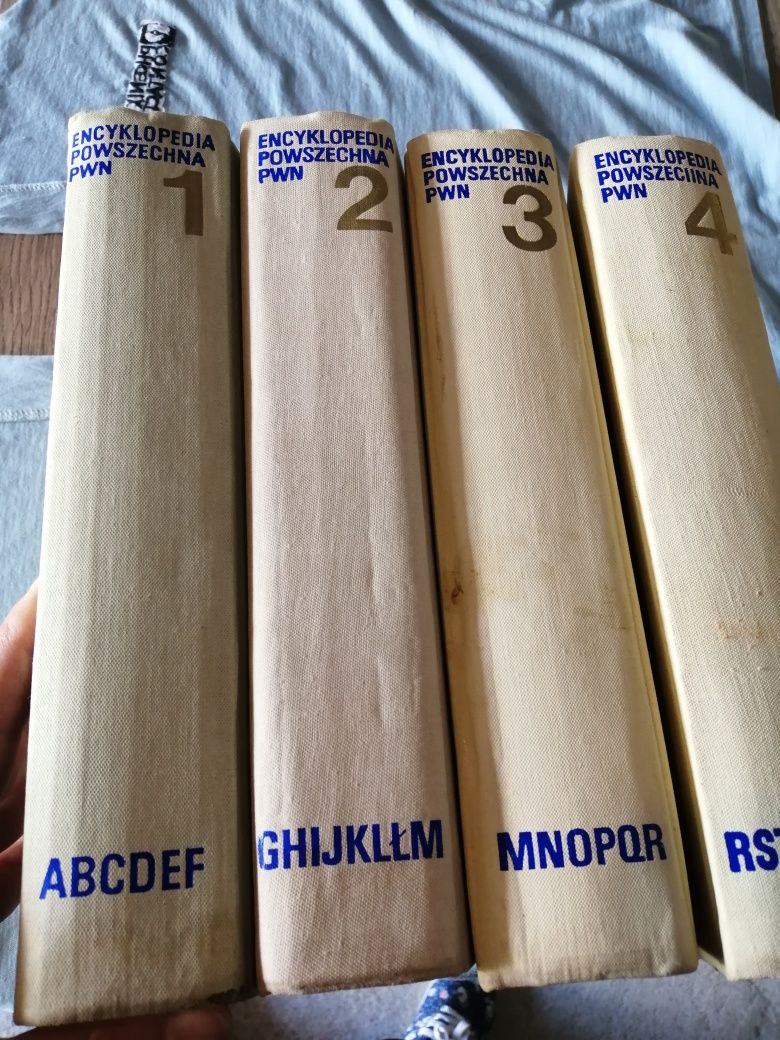 ENCYKLOPEDIA
POWSZECHNA
PWN
1
ABCDEF
ENCYKLOPEDIA
POWSZECHNA
PWN
2
GHIJKLŁM
ENCYKLOPEDIA
POWSZECHNA
PWN
3
MNOPQR
ENCYKLOPEDIA
POWSZECHNA
PWN
4
RST